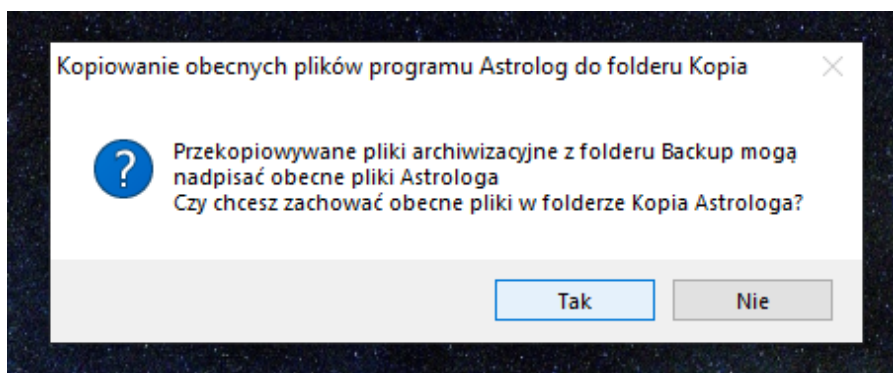 Kopiowanie obecnych plików programu Astrolog do folderu Kopia
Przekopiowywane pliki archiwizacyjne z folderu Backup mogą
nadpisać obecne pliki Astrologa
Czy chcesz zachować obecne pliki w folderze Kopia Astrologa?
Tak
Nie